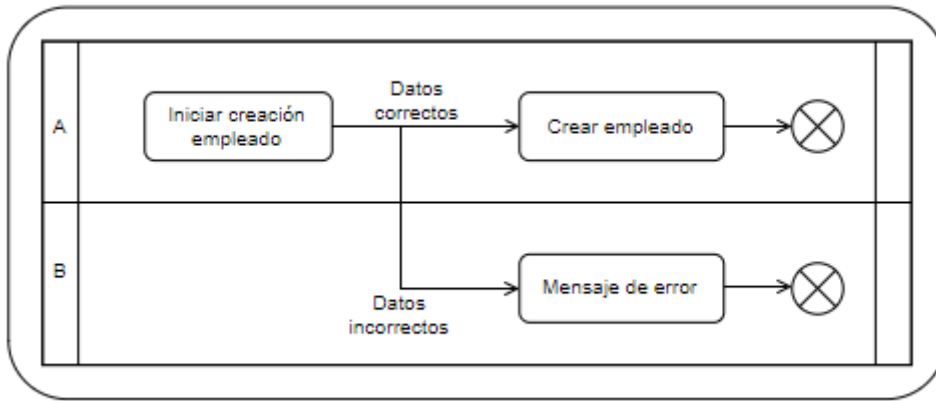 A
Iniciar creación
empleado
Datos
correctos
Crear empleado
B
Datos
incorrectos
Mensaje de error